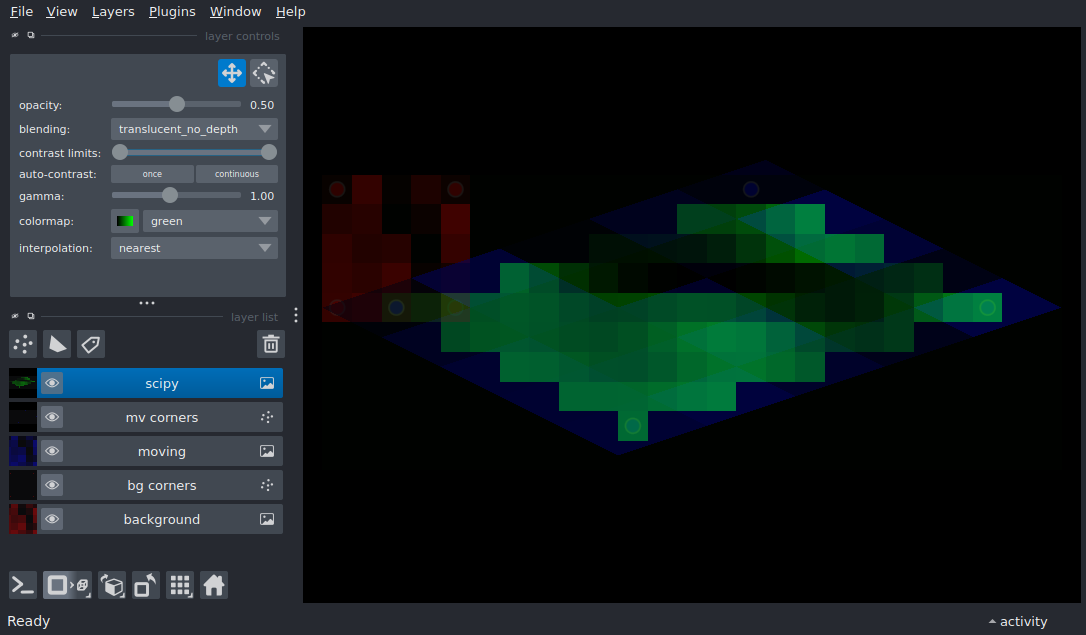 File View Layers Plugins Window Help
layer controls
opacity: 0.50
blending: translucent_no_depth
contrast limits:
auto-contrast: once continuous
gamma: 1.00
colormap: green
interpolation: nearest
layer list
scipy
mv corners
moving
bg corners
background
Ready
activity